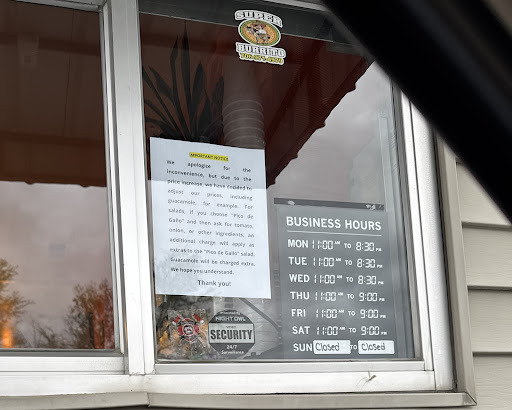 SUPER
BURRITO
IMPORTANT NOTICE
We apologize for the
inconvenience, but due to the
price increase, we have decided to
adjust our prices, including
guacamole, for example. For
salads, if you choose "Pico de
Gallo" and then ask for tomato,
onion, or other ingredients, an
additional charge will apply as
extras to the "Pico de Gallo" salad.
Guacamole will be charged extra.
We hope you understand.
Thank you!
BUSINESS HOURS
MON 11:00 AM TO 8:30 PM
TUE 11:00 AM TO 8:30 PM
WED 11:00 AM TO 8:30 PM
THU 11:00 AM TO 9:00 PM
FRI 11:00 AM TO 9:00 PM
SAT 11:00 AM TO 9:00 PM
SUN Closed TO Closed
NIGHT OWL
VIDEO
SECURITY
24/7
Surveillance